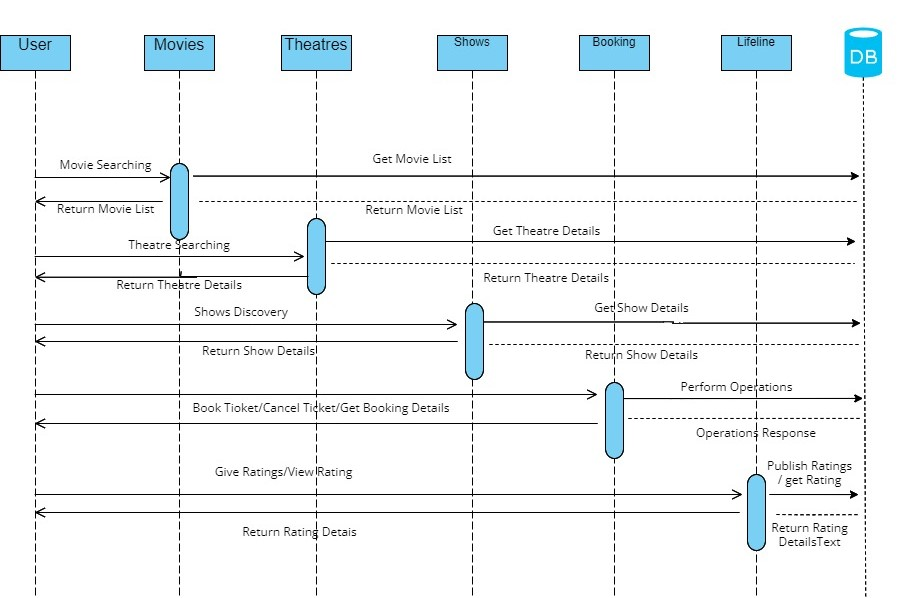 User
Movies
Theatres
Shows
Booking
Lifeline
DB
Movie Searching
Get Movie List
Return Movie List
Return Movie List
Theatre Searching
Get Theatre Details
Return Theatre Details
Return Theatre Details
Shows Discovery
Get Show Details
Return Show Details
Return Show Details
Perform Operations
Book Tioket/Cancel Ticket/Get Booking Details
Operations Response
Give Ratings/View Rating
Publish Ratings
/ get Rating
Return Rating Detais
Return Rating
DetailsText